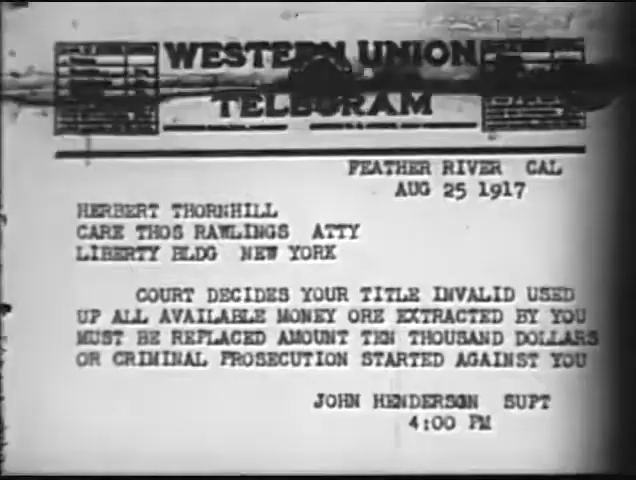 WESTERN UNION
TELEGRAM
FEATHER RIVER CAL
AUG 25 1917
HERBERT THORNHILL
CARE THOS RAWLINGS ATTY
LIBERTY BLDG NEW YORK
COURT DECIDES YOUR TITLE INVALID USED
UP ALL AVAILABLE MONEY ORE EXTRACTED BY YOU
MUST BE REPLACED AMOUNT TEN THOUSAND DOLLARS
OR CRIMINAL PROSECUTION STARTED AGAINST YOU
JOHN HENDERSON SUPT
4:00 PM